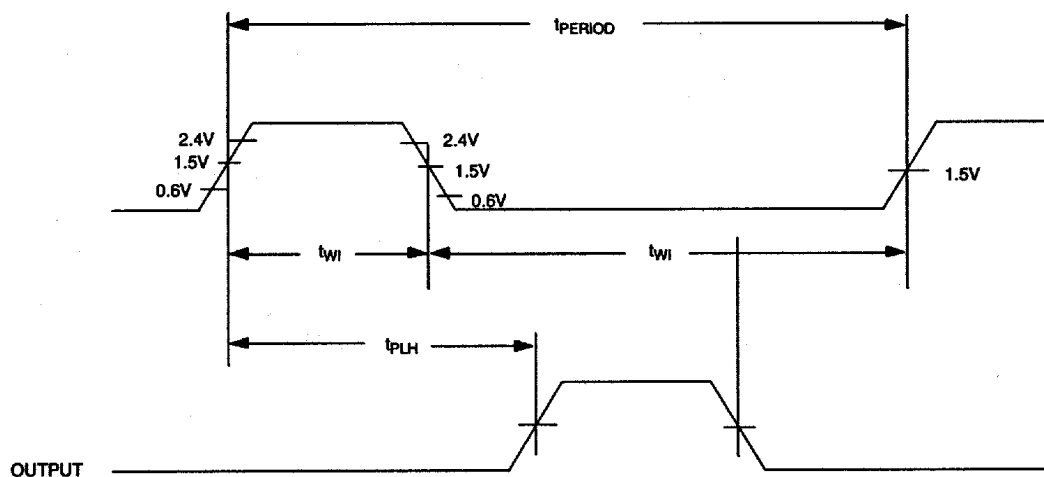 tPERIOD
2.4V
2.4V
1.5V
1.5V
1.5V
0.6V
0.6V
tWI
tWI
tPLH
OUTPUT